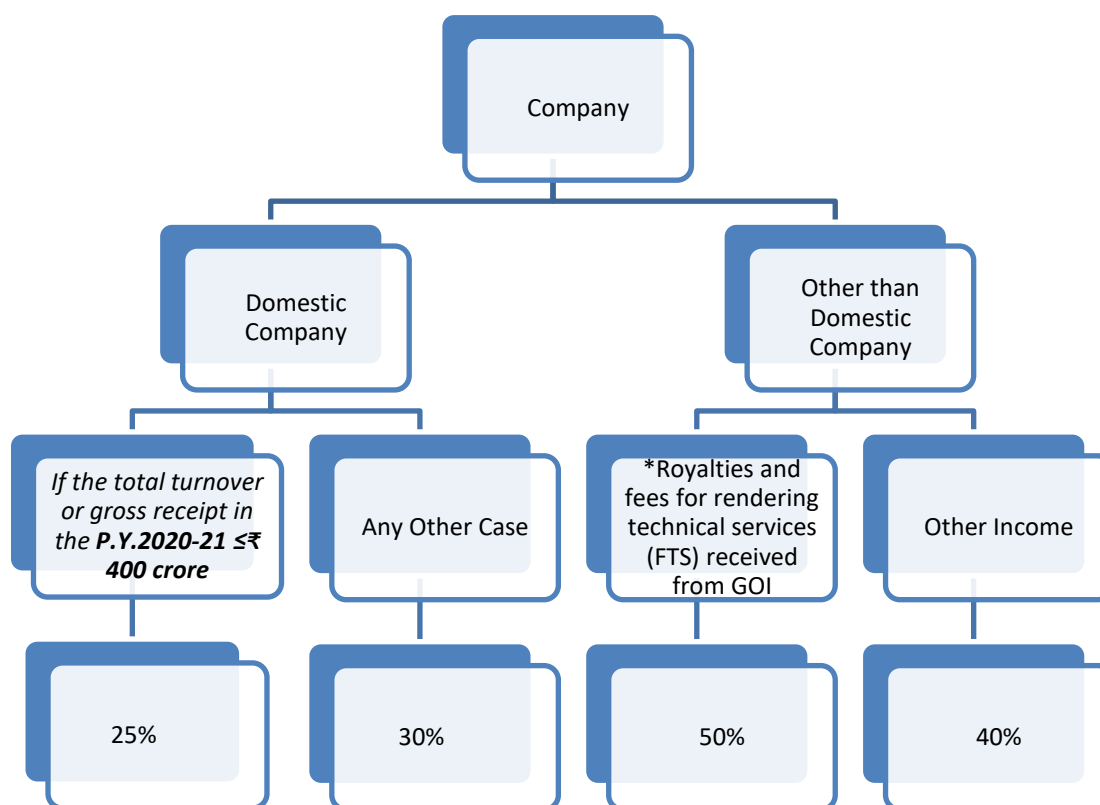 Company
Domestic
Company
Other than
Domestic
Company
If the total turnover
or gross receipt in
the P.Y.2020-21 ≤₹
400 crore
Any Other Case
*Royalties and
fees for rendering
technical services
(FTS) received
from GOI
Other Income
25%
30%
50%
40%